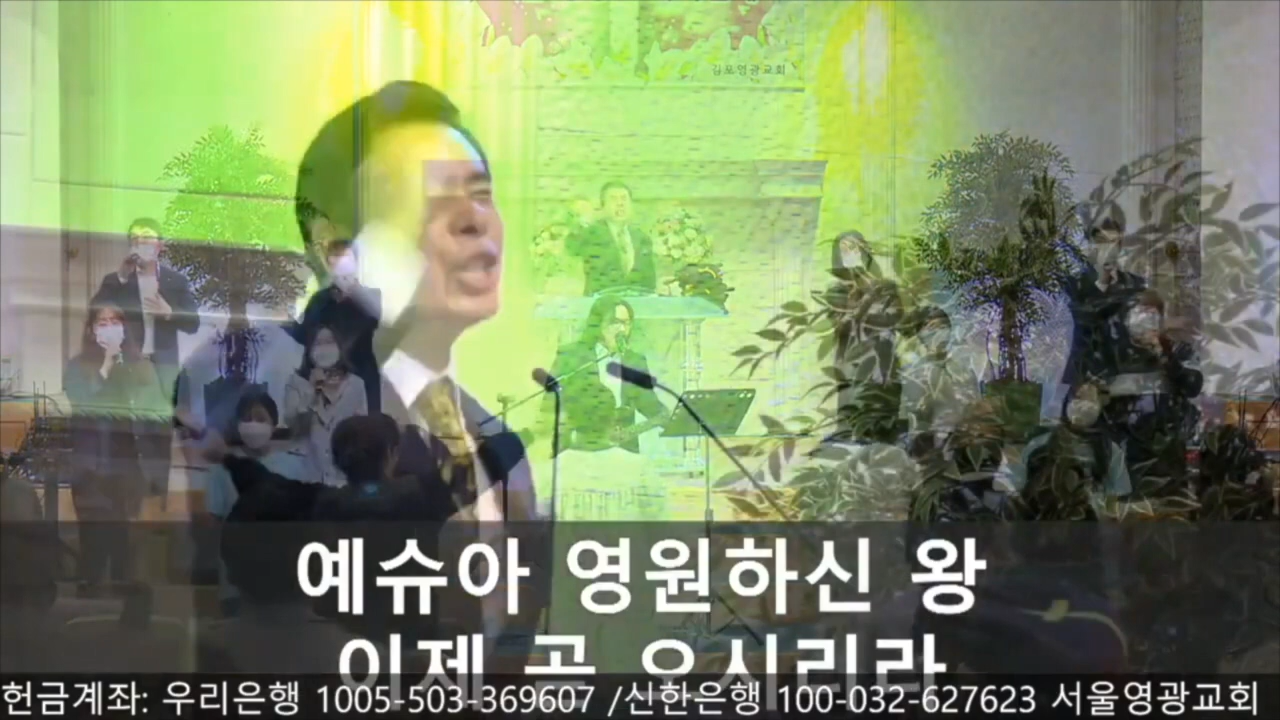 김포영광교회
예슈아 영원하신 왕
이제 곧 오시리라
헌금계좌: 우리은행 1005-503-369607 /신한은행 100-032-627623 서울영광교회